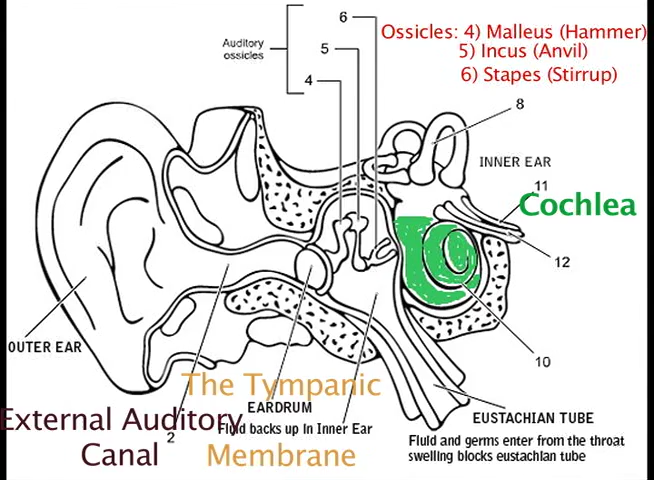 6
Ossicles: 4) Malleus (Hammer)
5) Incus (Anvil)
6) Stapes (Stirrup)
Auditory
ossicles
5
4
8
INNER EAR
11
Cochlea
12
10
OUTER EAR
The Tympanic
EARDRUM
External Auditory
Fluid backs up in Inner Ear
2
Canal
Membrane
EUSTACHIAN TUBE
Fluid and germs enter from the throat
swelling blocks eustachian tube